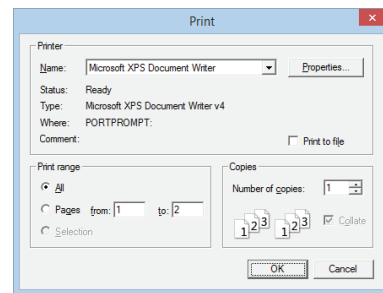 Print
Printer
Name: Microsoft XPS Document Writer Properties...
Status: Ready
Type: Microsoft XPS Document Writer v4
Where: PORTPROMPT:
Comment: Print to file
Print range
All
Pages from: 1 to: 2
Selection
Copies
Number of copies: 1
1 2 3 1 2 3 Collate
OK Cancel